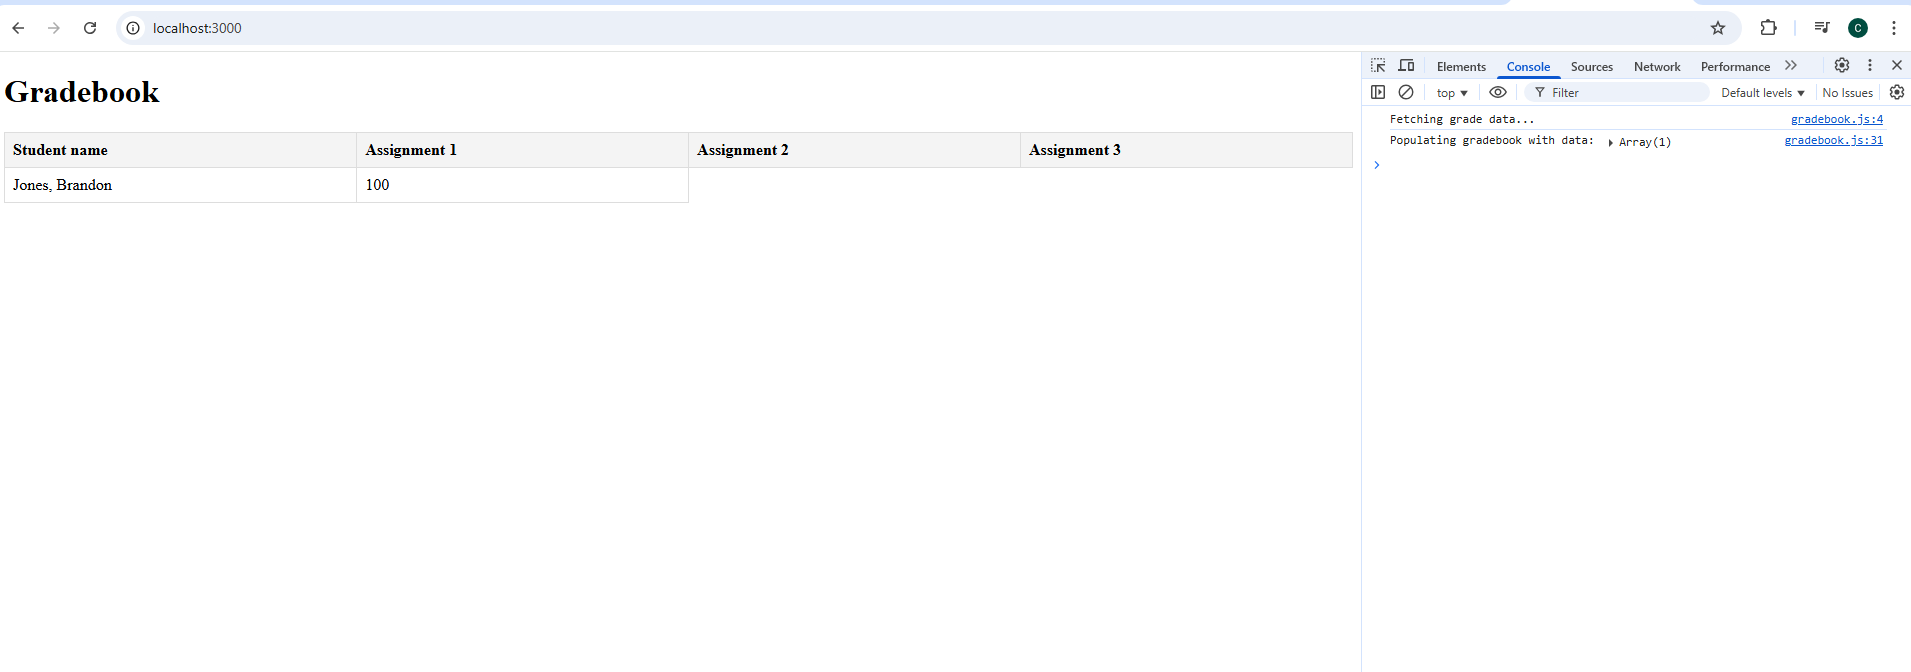 localhost:3000
C
Gradebook
Student name Assignment 1 Assignment 2 Assignment 3
Jones, Brandon 100
Elements Console Sources Network Performance
top Filter Default levels No Issues
Fetching grade data... gradebook.js:4
Populating gradebook with data: Array(1) gradebook.js:31